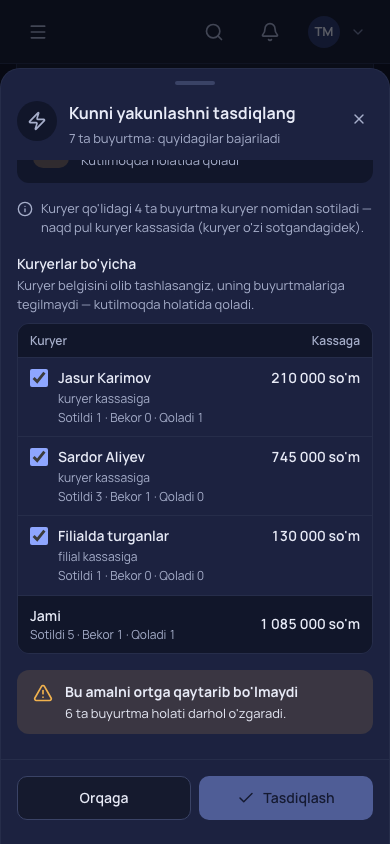 TM
Kunni yakunlashni tasdiqlang
7 ta buyurtma: quyidagilar bajariladi
Kutilmoqda holatida qoladi
Kuryer qo'lidagi 4 ta buyurtma kuryer nomidan sotiladi —
naqd pul kuryer kassasida (kuryer o'zi sotgandagidek).
Kuryerlar bo'yicha
Kuryer belgisini olib tashlasangiz, uning buyurtmalariga
tegilmaydi — kutilmoqda holatida qoladi.
Kuryer Kassaga
Jasur Karimov 210 000 so'm
kuryer kassasiga
Sotildi 1 · Bekor 0 · Qoladi 1
Sardor Aliyev 745 000 so'm
kuryer kassasiga
Sotildi 3 · Bekor 1 · Qoladi 0
Filialda turganlar 130 000 so'm
filial kassasiga
Sotildi 1 · Bekor 0 · Qoladi 0
Jami 1 085 000 so'm
Sotildi 5 · Bekor 1 · Qoladi 1
Bu amalni ortga qaytarib bo'lmaydi
6 ta buyurtma holati darhol o'zgaradi.
Orqaga Tasdiqlash